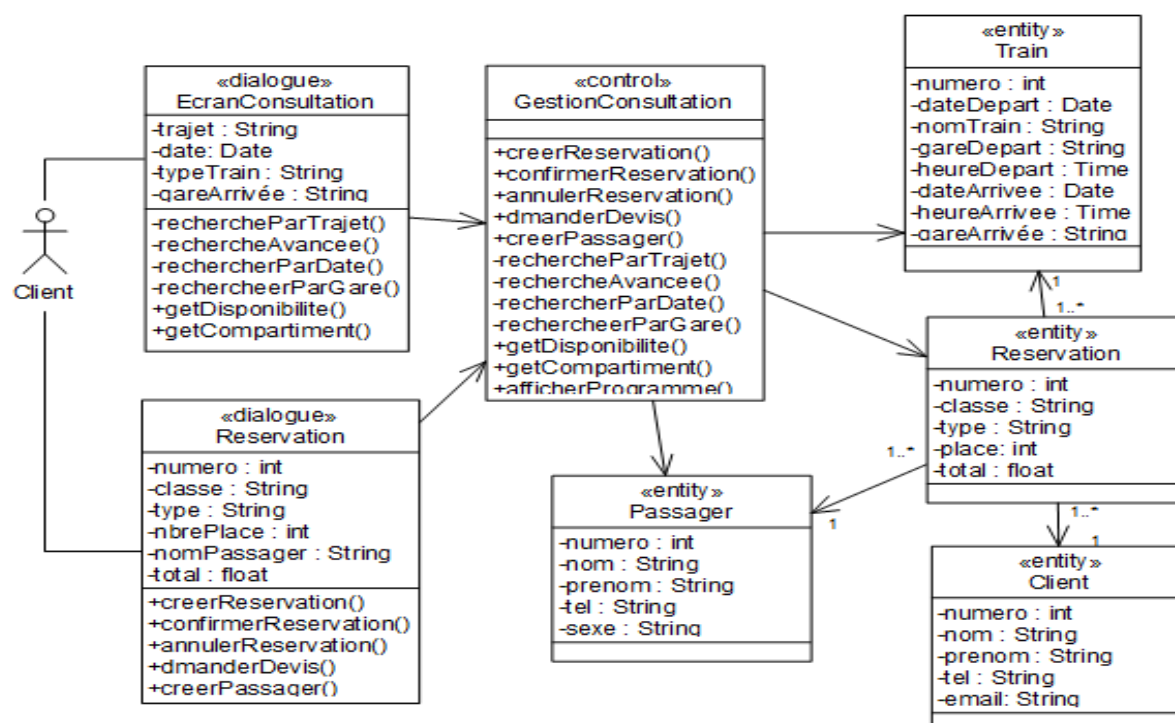 Client
«dialogue»
EcranConsultation
-trajet : String
-date: Date
-typeTrain : String
-gareArrivée : String
-rechercheParTrajet()
-rechercheAvancee()
-rechercherParDate()
-rechercheerParGare()
+getDisponibilite()
+getCompartiment()
«dialogue»
Reservation
-numero : int
-classe : String
-type : String
-nbrePlace : int
-nomPassager : String
-total : float
+creerReservation()
+confirmerReservation()
+annulerReservation()
+dmanderDevis()
+creerPassager()
«control»
GestionConsultation
+creerReservation()
+confirmerReservation()
+annulerReservation()
+dmanderDevis()
+creerPassager()
-rechercheParTrajet()
-rechercheAvancee()
-rechercherParDate()
-rechercheerParGare()
+getDisponibilite()
+getCompartiment()
+afficherProgramme()
«entity»
Passager
-numero : int
-nom : String
-prenom : String
-tel : String
-sexe : String
«entity»
Train
-numero : int
-dateDepart : Date
-nomTrain : String
-gareDepart : String
-heureDepart : Time
-dateArrivee : Date
-heureArrivee : Time
-gareArrivée : String
1
1..*
«entity»
Reservation
-numero : int
-classe : String
-type : String
-place: int
-total : float
1..*
1
1..*
1
«entity»
Client
-numero : int
-nom : String
-prenom : String
-tel : String
-email: String